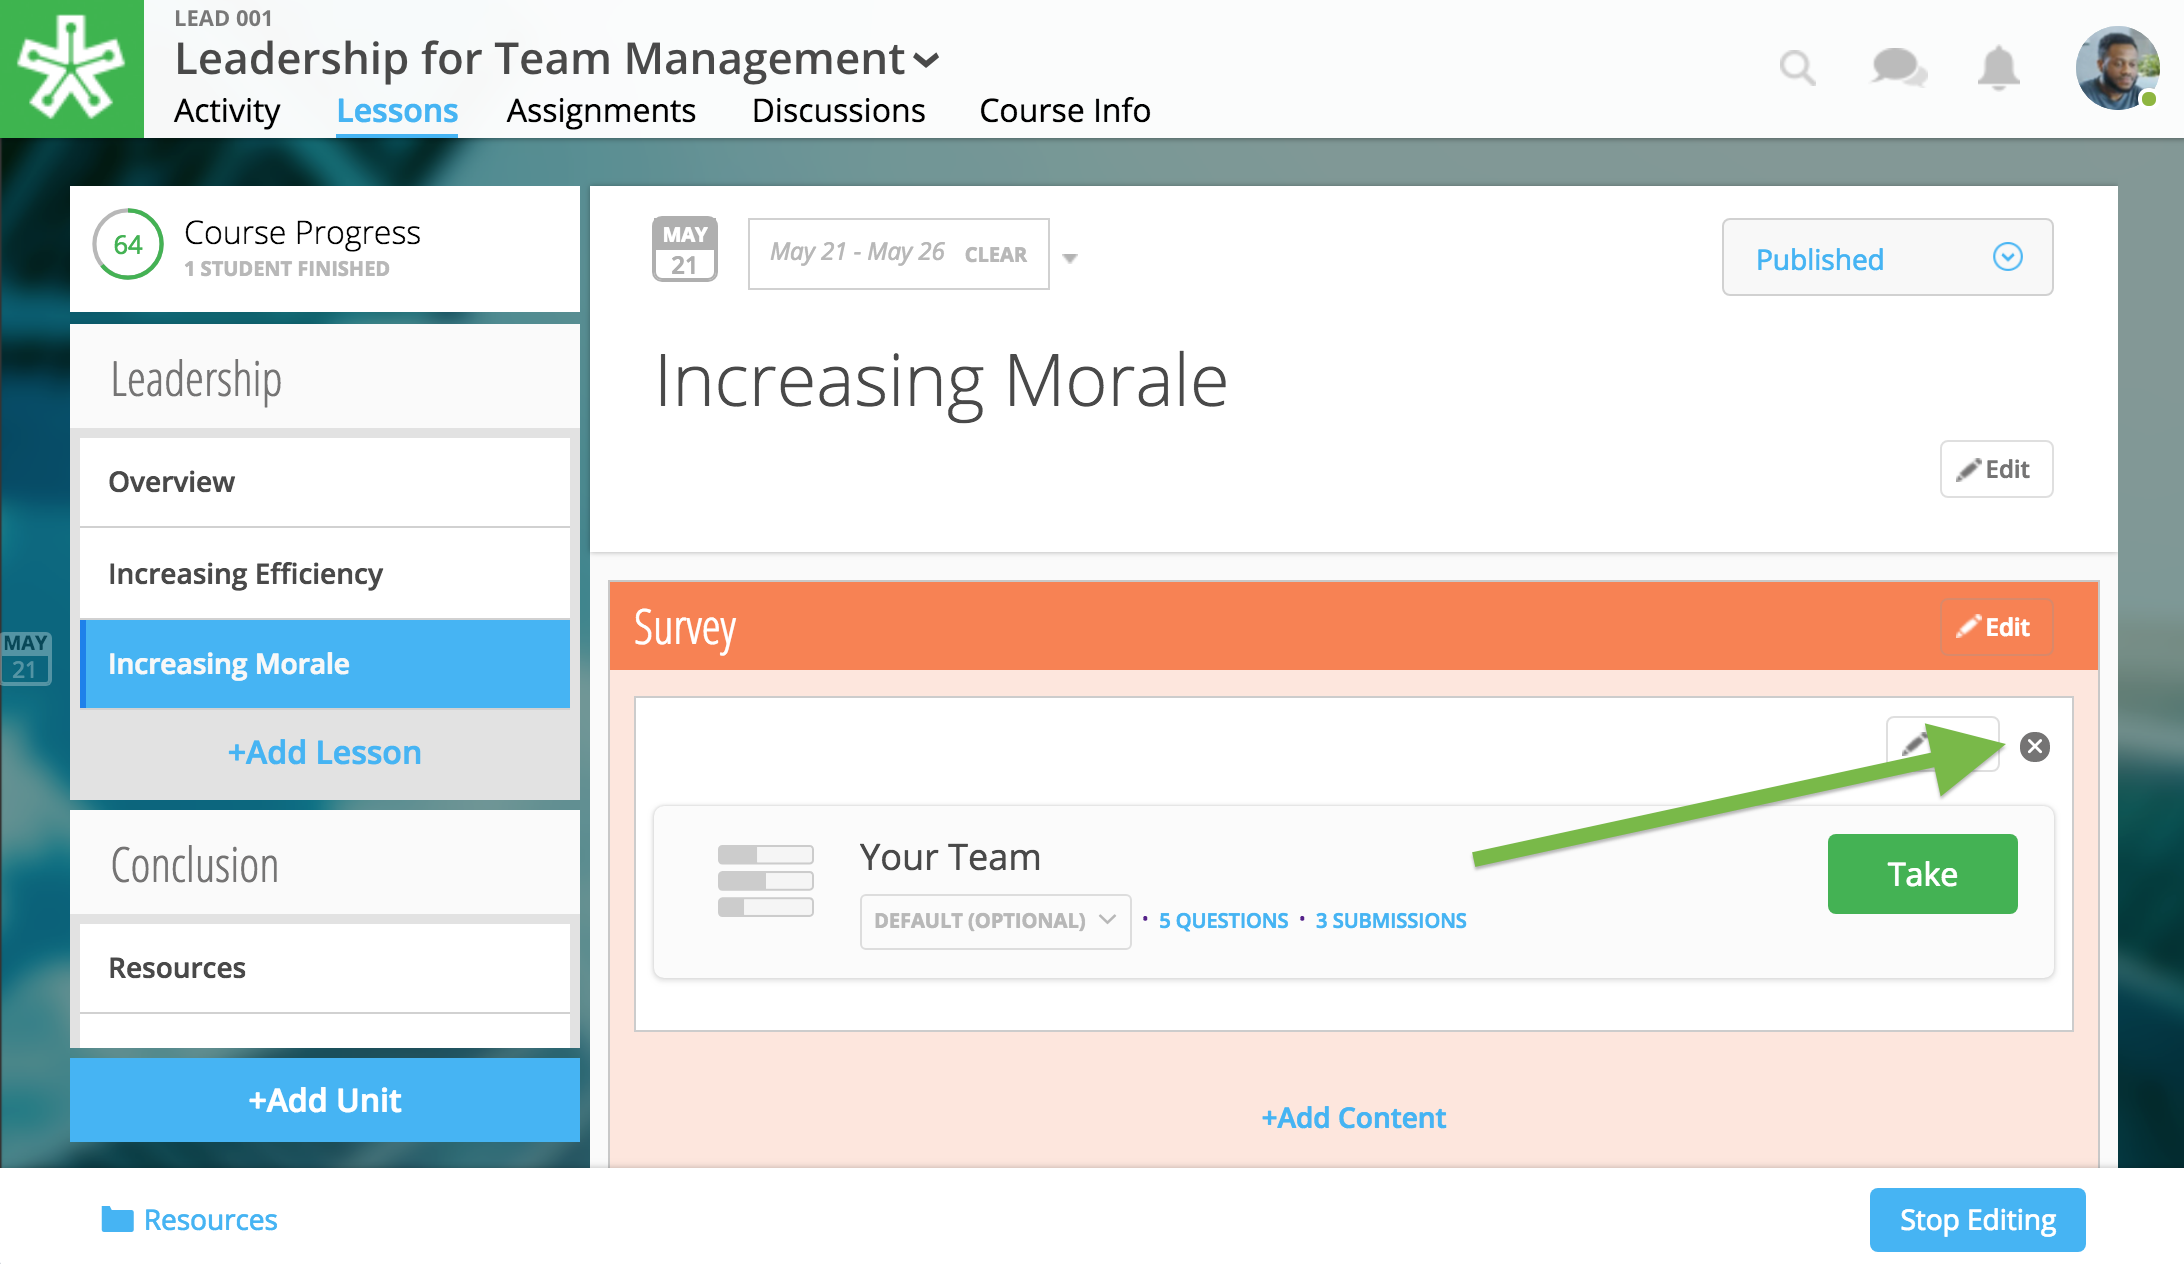 LEAD 001
Leadership for Team Management
Activity
Lessons
Assignments
Discussions
Course Info
64
Course Progress
1 STUDENT FINISHED
Leadership
Overview
Increasing Efficiency
MAY
21
Increasing Morale
+Add Lesson
Conclusion
Resources
+Add Unit
MAY
21
May 21 - May 26 CLEAR
Published
Increasing Morale
Edit
Survey
Edit
Your Team
DEFAULT (OPTIONAL)
· 5 QUESTIONS · 3 SUBMISSIONS
Take
+Add Content
Resources
Stop Editing